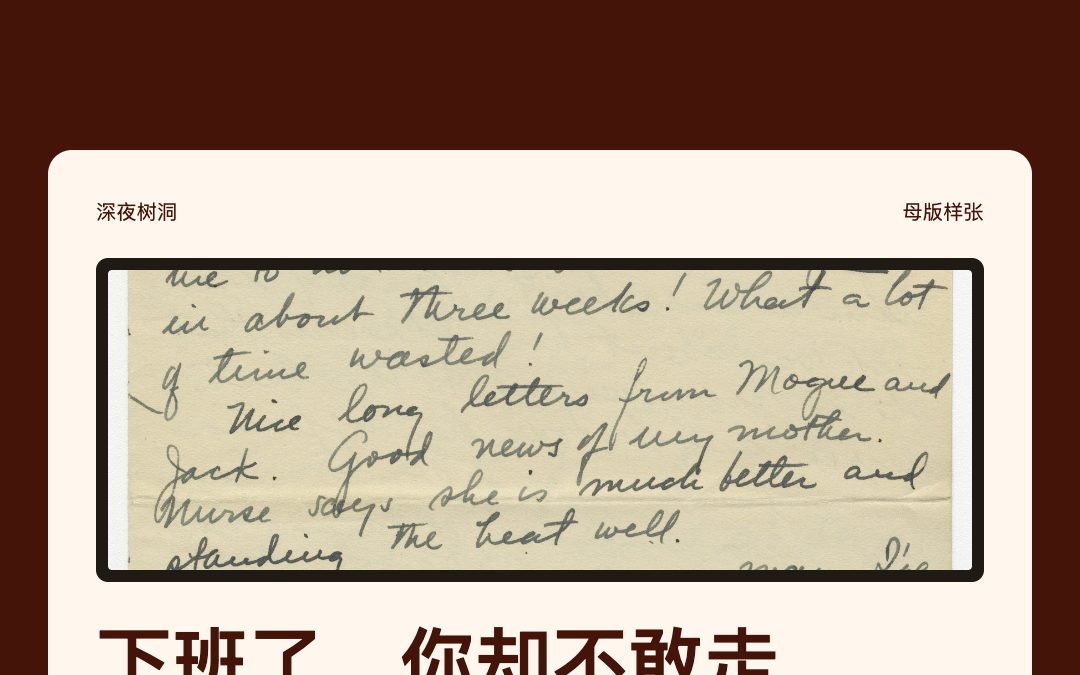 深夜树洞
母版样张
in about three weeks! What a lot
of time wasted!
Nice long letters from Mogue and
Jack. Good news of my mother.
Nurse says she is much better and
standing the heat well.
下班了 你却不敢走